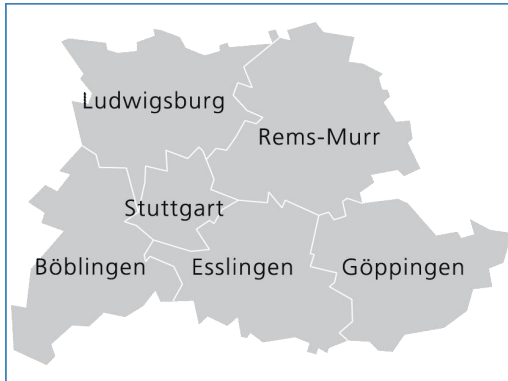 Ludwigsburg
Rems-Murr
Stuttgart
Böblingen
Esslingen
Göppingen